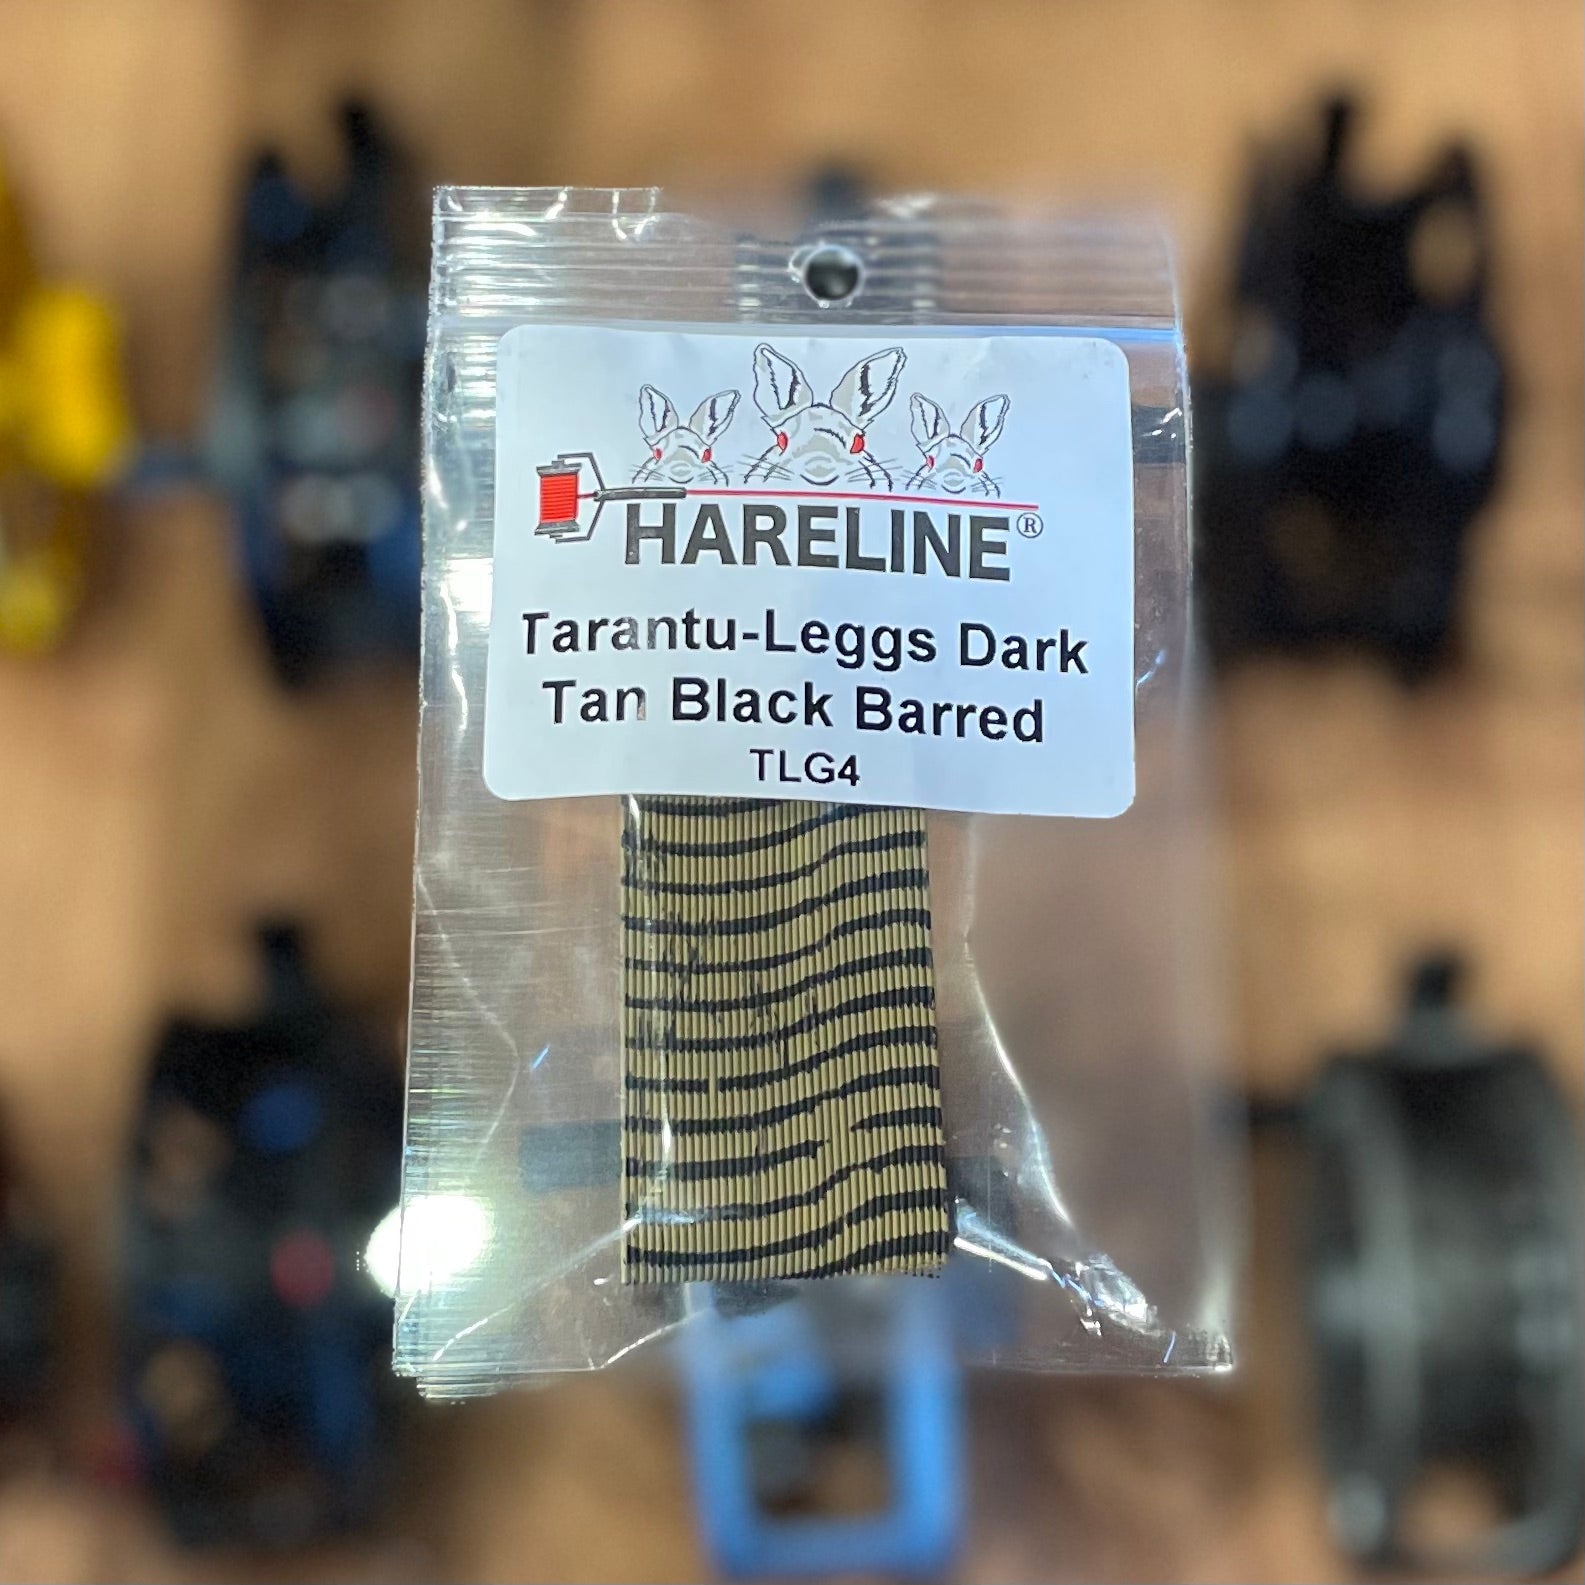 HARELINE®
Tarantu-Leggs Dark
Tan Black Barred
TLG4